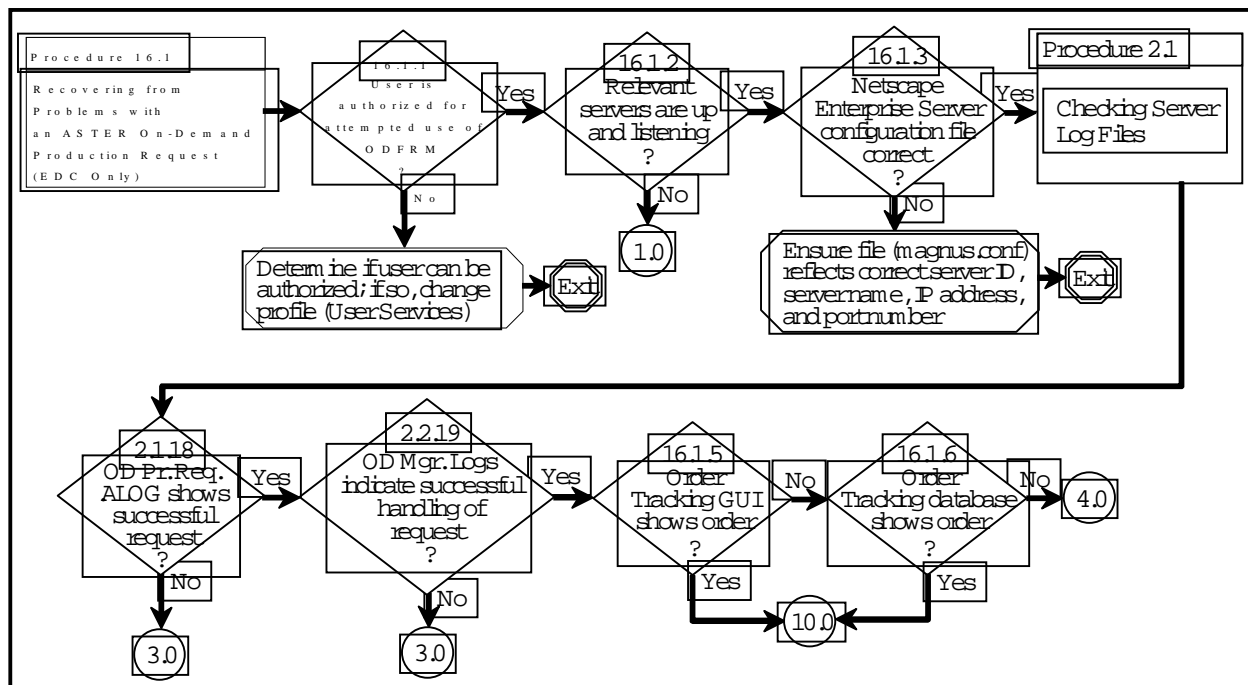 Procedure 16.1
Recovering from
Problems with
an ASTER On-Demand
Production Request
(EDC Only)
16.1.1
User is
authorized for
attempted use of
ODFRM
?
Yes
No
Determine if user can be
authorized; if so, change
profile (User Services)
Exit
16.1.2
Relevant
servers are up
and listening
?
Yes
No
1.0
16.1.3
Netscape
Enterprise Server
configuration file
correct
?
Yes
No
Ensure file (magnus.conf)
reflects correct server ID,
server name, IP address,
and port number
Exit
Procedure 2.1
Checking Server
Log Files
2.1.18
OD Pr. Req.
ALOG shows
successful
request
?
Yes
No
3.0
2.2.19
OD Mgr. Logs
indicate successful
handling of
request
?
Yes
No
3.0
16.1.5
Order
Tracking GUI
shows order
?
No
Yes
16.1.6
Order
Tracking database
shows order
?
No
Yes
4.0
10.0